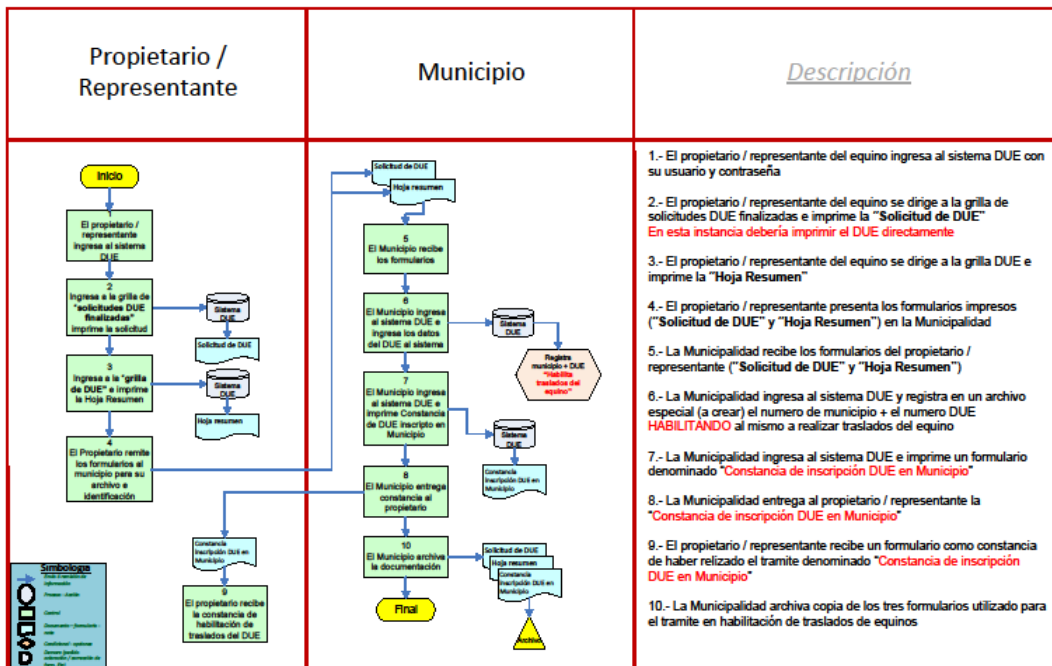 Propietario /
Representante
Municipio
Descripción
Inicio
1
El propietario /
representante
ingresa al sistema
DUE
2
Ingresa a la grilla de
"solicitudes DUE
finalizadas"
imprime la solicitud
Sistema
DUE
Solicitud de DUE
3
Ingresa a la "grilla
de DUE" e imprime
la Hoja Resumen
Sistema
DUE
Hoja resumen
4
El Propietario remite
los formularios al
municipio para su
archivo e
identificación
Constancia
Inscripción DUE en
Municipio
9
El propietario recibe
la constancia de
habilitación de
traslados del DUE
Simbología
Proceso - Acción
Control
Documento - formulario -
Condicional - opciones
Solicitud de DUE
Hoja resumen
5
El Municipio recibe
los formularios
6
El Municipio ingresa
al sistema DUE e
ingresa los datos
del DUE al sistema
Sistema
DUE
Registra
municipio + DUE
"Habilita
traslados del
equino"
7
El Municipio ingresa
al sistema DUE e
imprime Constancia
de DUE inscripto en
Municipio
Sistema
DUE
Constancia
Inscripción DUE en
Municipio
8
El Municipio entrega
constancia al
propietario
10
El Municipio archiva
la documentación
Solicitud de DUE
Hoja resumen
Constancia
Inscripción DUE en
Municipio
Final
Archivo
1.- El propietario / representante del equino ingresa al sistema DUE con
su usuario y contraseña
2.- El propietario / representante del equino se dirige a la grilla de
solicitudes DUE finalizadas e imprime la "Solicitud de DUE"
En esta instancia debería imprimir el DUE directamente
3.- El propietario / representante del equino se dirige a la grilla DUE e
imprime la "Hoja Resumen"
4.- El propietario / representante presenta los formularios impresos
("Solicitud de DUE" y "Hoja Resumen") en la Municipalidad
5.- La Municipalidad recibe los formularios del propietario /
representante ("Solicitud de DUE" y "Hoja Resumen")
6.- La Municipalidad ingresa al sistema DUE y registra en un archivo
especial (a crear) el numero de municipio + el numero DUE
HABILITANDO al mismo a realizar traslados del equino
7.- La Municipalidad ingresa al sistema DUE e imprime un formulario
denominado "Constancia de inscripción DUE en Municipio"
8.- La Municipalidad entrega al propietario / representante la
"Constancia de inscripción DUE en Municipio"
9.- El propietario / representante recibe un formulario como constancia
de haber relizado el tramite denominado "Constancia de inscripción
DUE en Municipio"
10.- La Municipalidad archiva copia de los tres formularios utilizado para
el tramite en habilitación de traslados de equinos